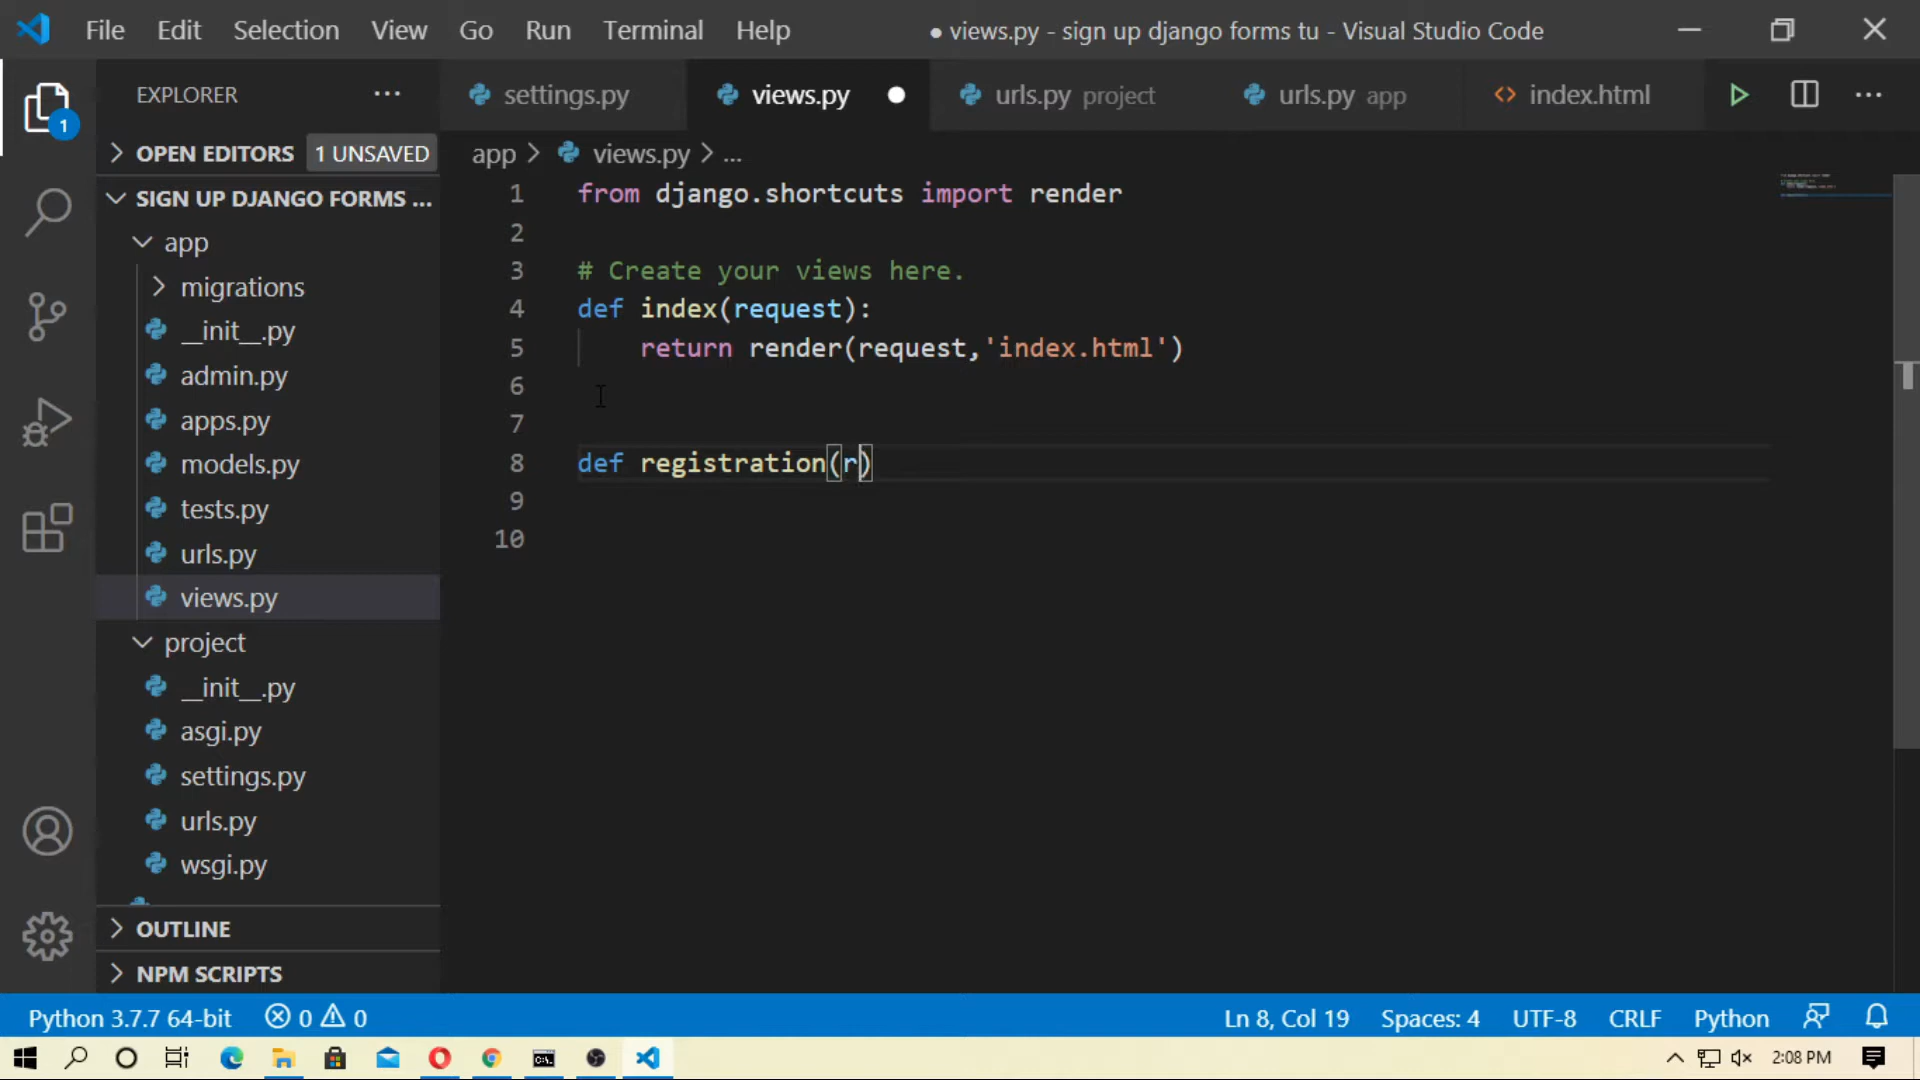 File Edit Selection View Go Run Terminal Help ● views.py - sign up django forms tu - Visual Studio Code
EXPLORER ··· settings.py views.py ● urls.py project urls.py app <> index.html ···
1
> OPEN EDITORS 1 UNSAVED
app > views.py > ...
SIGN UP DJANGO FORMS ...
app
migrations
__init__.py
admin.py
apps.py
models.py
tests.py
urls.py
views.py
project
__init__.py
asgi.py
settings.py
urls.py
wsgi.py
OUTLINE
NPM SCRIPTS
1 from django.shortcuts import render
2
3 # Create your views here.
4 def index(request):
5     return render(request,'index.html')
6
7
8 def registration(r)
9
10
Python 3.7.7 64-bit 0 0 Ln 8, Col 19 Spaces: 4 UTF-8 CRLF Python
2:08 PM